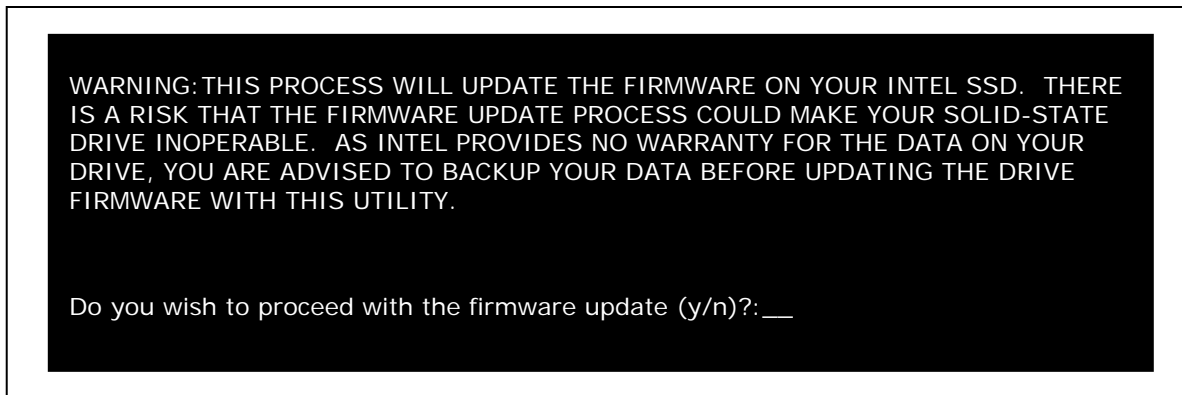 WARNING: THIS PROCESS WILL UPDATE THE FIRMWARE ON YOUR INTEL SSD.  THERE
IS A RISK THAT THE FIRMWARE UPDATE PROCESS COULD MAKE YOUR SOLID-STATE
DRIVE INOPERABLE.  AS INTEL PROVIDES NO WARRANTY FOR THE DATA ON YOUR
DRIVE, YOU ARE ADVISED TO BACKUP YOUR DATA BEFORE UPDATING THE DRIVE
FIRMWARE WITH THIS UTILITY.
Do you wish to proceed with the firmware update (y/n)?:__